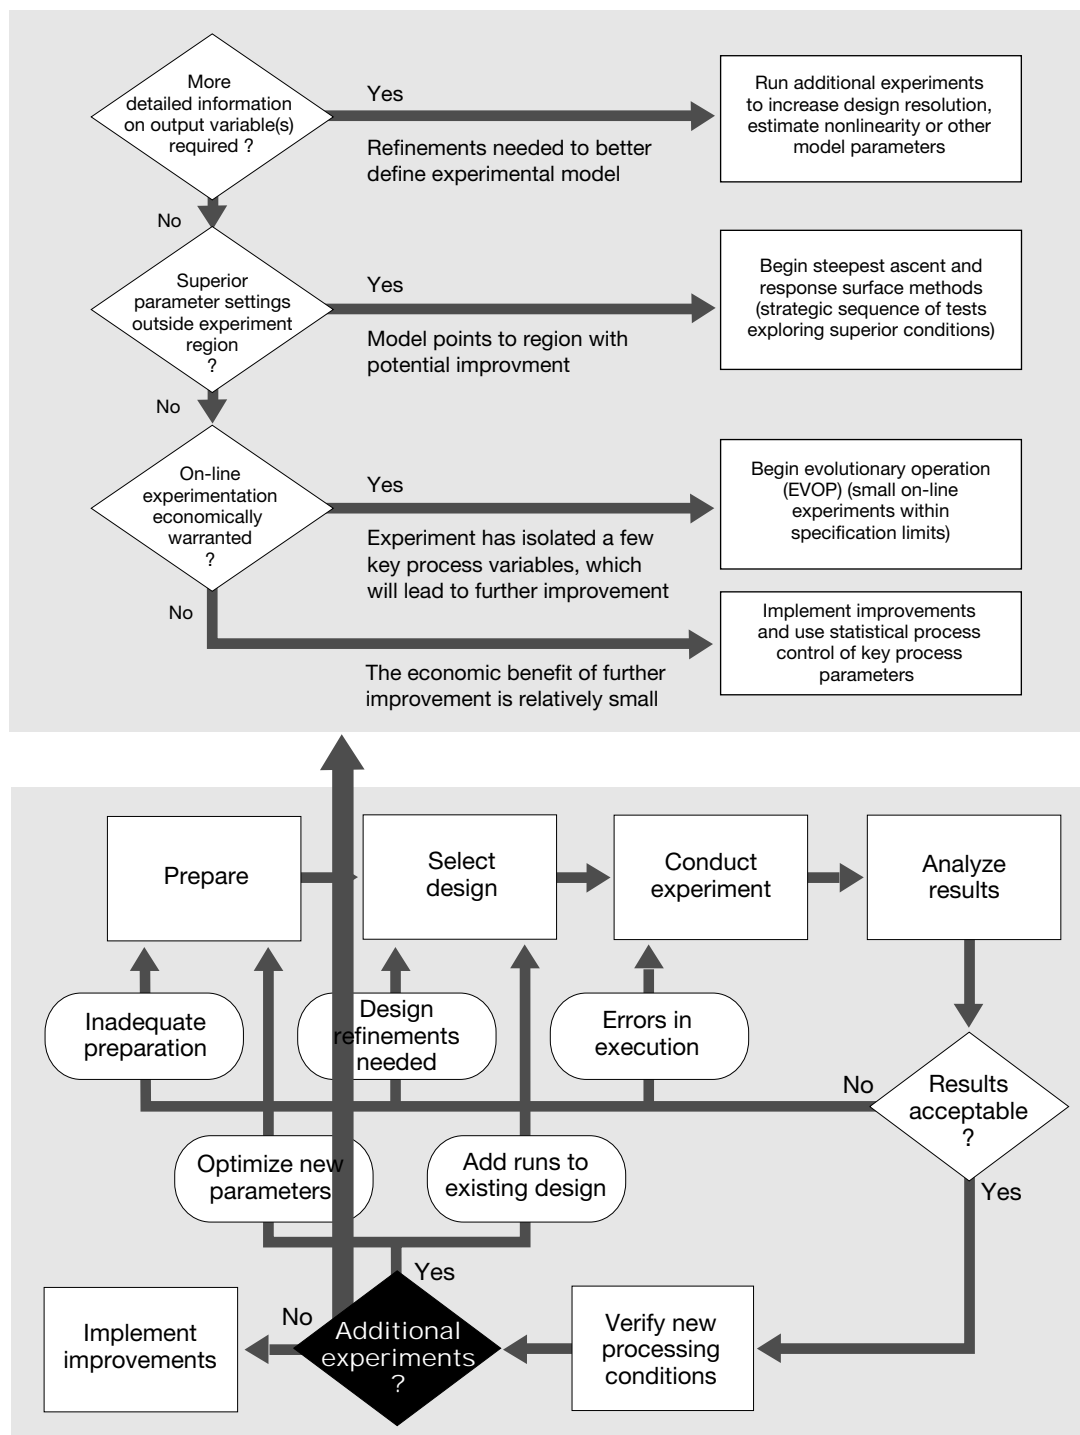 More
detailed information
on output variable(s)
required ?
Yes
Refinements needed to better
define experimental model
Run additional experiments
to increase design resolution,
estimate nonlinearity or other
model parameters
No
Superior
parameter settings
outside experiment
region
?
Yes
Model points to region with
potential improvment
Begin steepest ascent and
response surface methods
(strategic sequence of tests
exploring superior conditions)
No
On-line
experimentation
economically
warranted
?
Yes
Experiment has isolated a few
key process variables, which
will lead to further improvement
Begin evolutionary operation
(EVOP) (small on-line
experiments within
specification limits)
No
The economic benefit of further
improvement is relatively small
Implement improvements
and use statistical process
control of key process
parameters
Prepare
Select
design
Conduct
experiment
Analyze
results
Inadequate
preparation
Design
refinements
needed
Errors in
execution
No
Results
acceptable
?
Optimize new
parameters
Add runs to
existing design
Yes
Yes
No
Implement
improvements
Additional
experiments
?
Verify new
processing
conditions